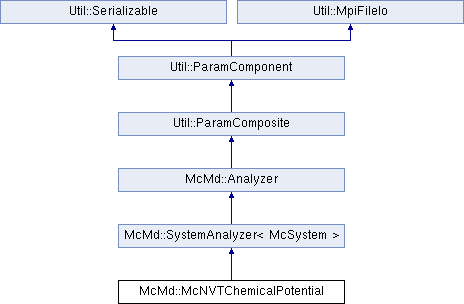 Util::Serializable
Util::MpiFileIo
Util::ParamComponent
Util::ParamComposite
McMd::Analyzer
McMd::SystemAnalyzer< McSystem >
McMd::McNVTChemicalPotential